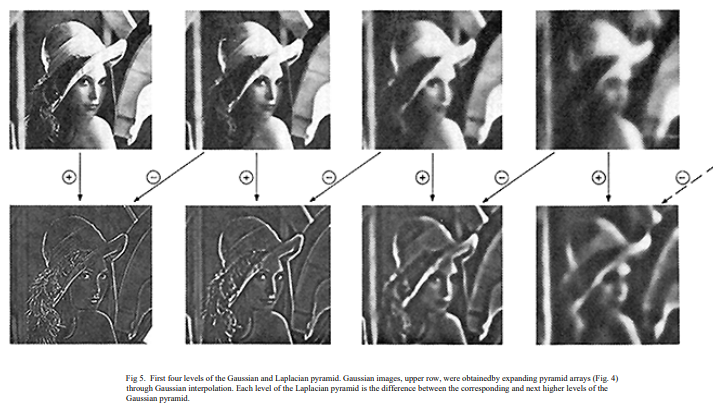 + − + − + − + −
Fig 5. First four levels of the Gaussian and Laplacian pyramid. Gaussian images, upper row, were obtainedby expanding pyramid arrays (Fig. 4)
through Gaussian interpolation. Each level of the Laplacian pyramid is the difference between the corresponding and next higher levels of the
Gaussian pyramid.